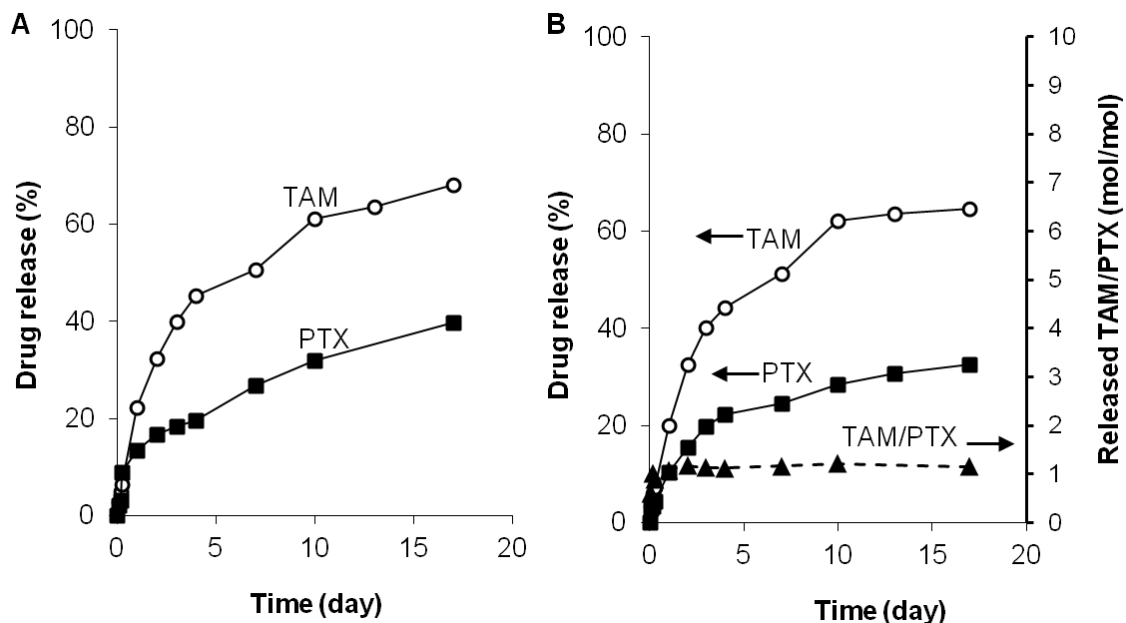 A
Drug release (%)
100
80
60
40
20
0
TAM
PTX
0 5 10 15 20
Time (day)
B
Drug release (%)
100
80
60
40
20
0
TAM
PTX
TAM/PTX
10
9
8
7
6
5
4
3
2
1
0
Released TAM/PTX (mol/mol)
0 5 10 15 20
Time (day)